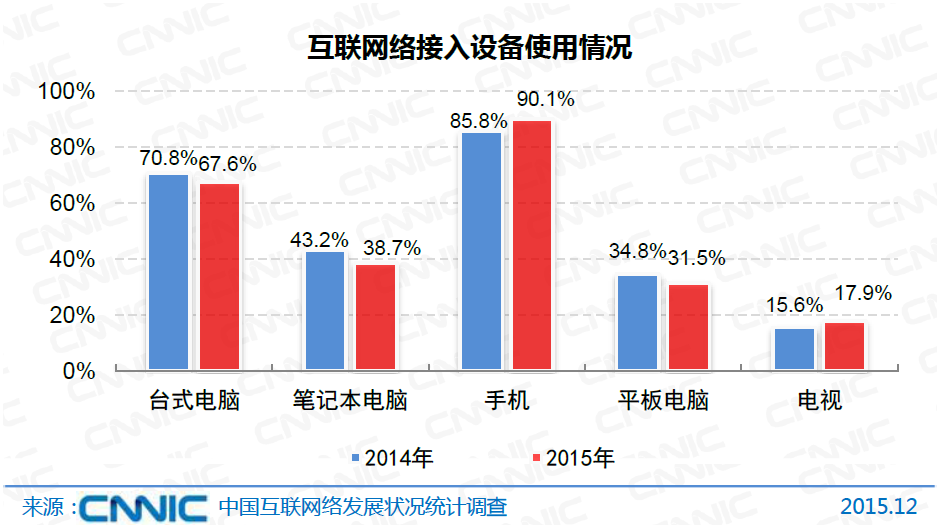 互联网络接入设备使用情况
100%
80%
60%
40%
20%
0%
70.8% 67.6%
43.2% 38.7%
85.8% 90.1%
34.8% 31.5%
15.6% 17.9%
台式电脑 笔记本电脑 手机 平板电脑 电视
2014年 2015年
来源：CNNIC 中国互联网络发展状况统计调查 2015.12